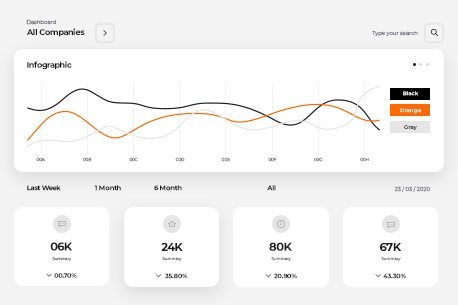 Dashboard
All Companies
Type your search
Infographic
Black
Orange
Gray
00A 00B 00C 00D 00E 00F 00G 00H
Last Week 1 Month 6 Month All 23 / 03 / 2020
06K 24K 80K 67K
Summary Summary Summary Summary
00.70% 35.80% 20.90% 43.30%